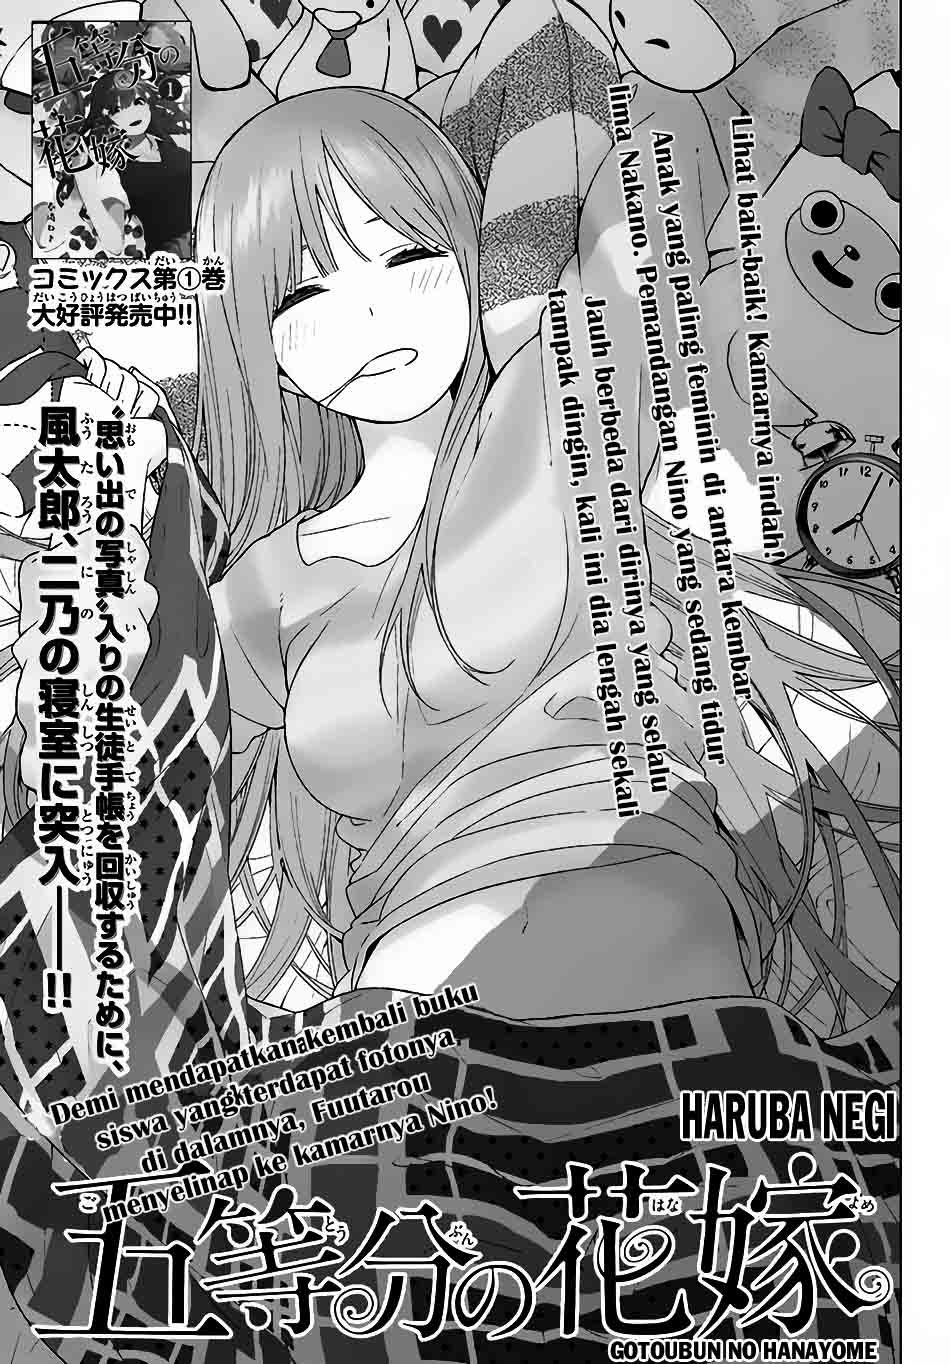 五等分の
花嫁
1
コミックス第①巻
大好評発売中!!
Lihat baik-baik! Kamarnya indah!
Anak yang paling feminin di antara kembar
lima Nakano. Pemandangan Nino yang sedang tidur
Jauh berbeda dari dirinya yang selalu
tampak dingin, kali ini dia lengah sekali
〝思い出の写真〟入りの生徒手帳を回収するために、
風太郎、二乃の寝室に突入——!!
Demi mendapatkan kembali buku
siswa yang terdapat fotonya
di dalamnya, Fuutarou
menyelinap ke kamarnya Nino!
HARUBA NEGI
五等分の花嫁
GOTOUBUN NO HANAYOME